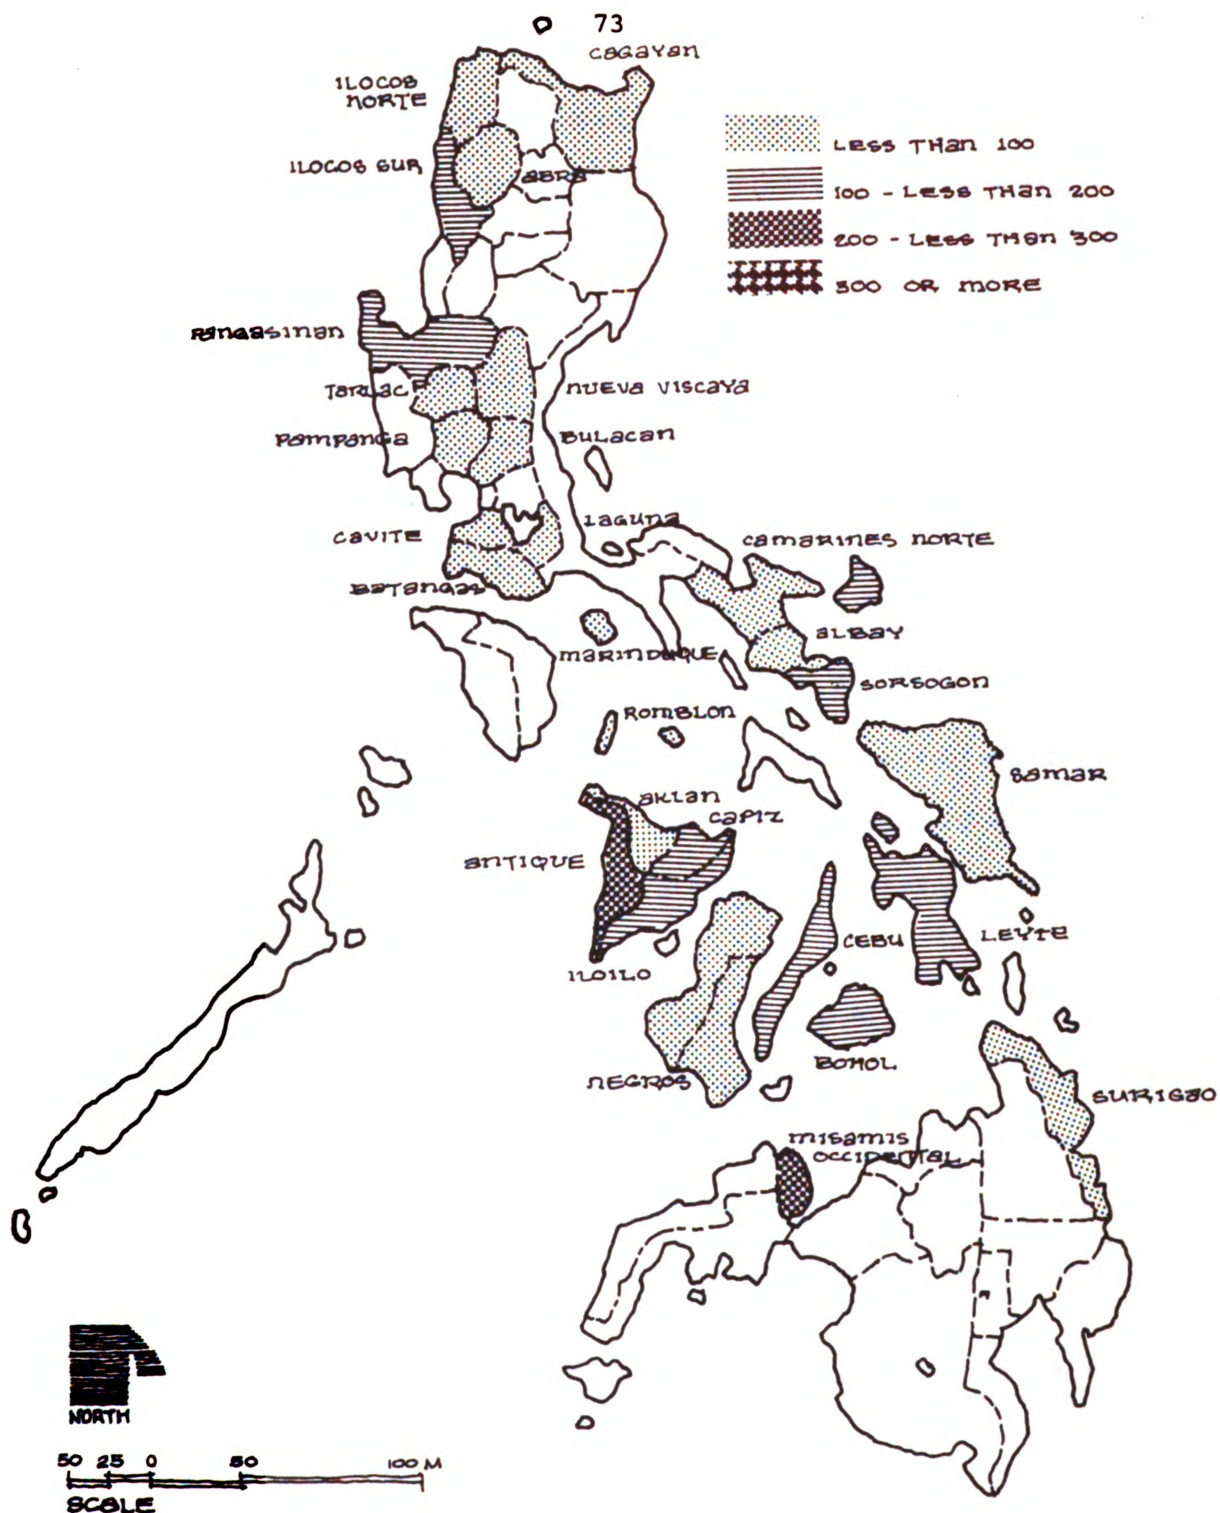 73
CAGAYAN
ILOCOS
NORTE
ILOCOS SUR
ABRA
LESS THAN 100
100 - LESS THAN 200
200 - LESS THAN 300
300 OR MORE
PANGASINAN
TARLAC
NUEVA VISCAYA
PAMPANGA
BULACAN
CAVITE
LAGUNA
CAMARINES NORTE
BATANGAS
ALBAY
MARINDUQUE
SORSOGON
ROMBLON
SAMAR
AKLAN
CAPIZ
ANTIQUE
CEBU
LEYTE
ILOILO
BOHOL
NEGROS
SURIGAO
MISAMIS
OCCIDENTAL
NORTH
50 25 0 50 100 M
SCALE